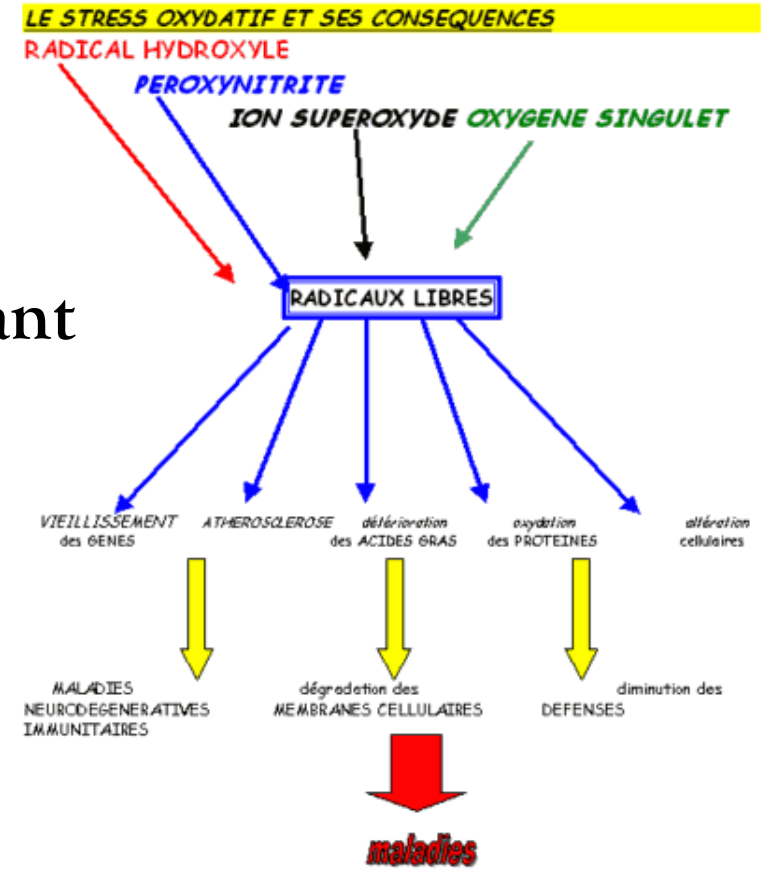 LE STRESS OXYDATIF ET SES CONSEQUENCES
RADICAL HYDROXYLE
PEROXYNITRITE
ION SUPEROXYDE OXYGENE SINGULET
RADICAUX LIBRES
ant
VIEILLISSEMENT
des GENES
ATHEROSCLEROSE
détérioration
des ACIDES GRAS
oxydation
des PROTEINES
altération
cellulaires
MALADIES
NEURODEGENERATIVES
IMMUNITAIRES
dégradation des
MEMBRANES CELLULAIRES
diminution des
DEFENSES
maladies